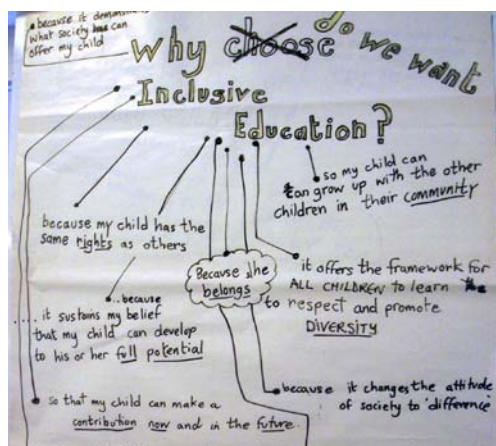 because it demonstrates
what society can
offer my child
Why choose do we want
Inclusive
Education?
so my child can
can grow up with the other
children in their community
because my child has the
same rights as others
Because she
belongs
it offers the framework for
ALL CHILDREN to learn
to respect and promote
DIVERSITY
...because
.... it sustains my belief
that my child can develop
to his or her full potential
because it changes the attitude
of society to 'difference'
so that my child can make a
contribution now and in the future.